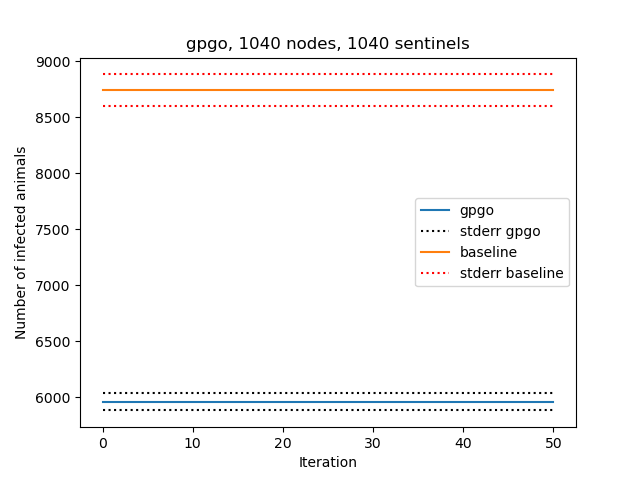 gpgo, 1040 nodes, 1040 sentinels
Number of infected animals
9000
8500
8000
7500
7000
6500
6000
gpgo
stderr gpgo
baseline
stderr baseline
0 10 20 30 40 50
Iteration